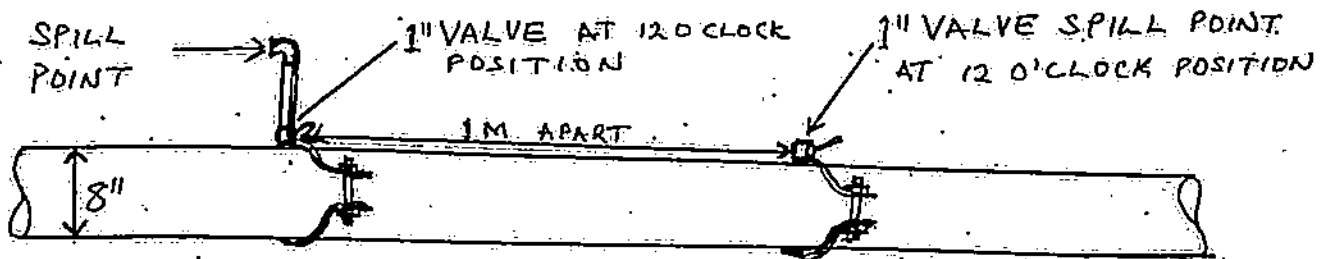 SPILL
POINT
1" VALVE AT 12 O CLOCK
POSITION
1" VALVE SPILL POINT
AT 12 O'CLOCK POSITION
1M APART
8"